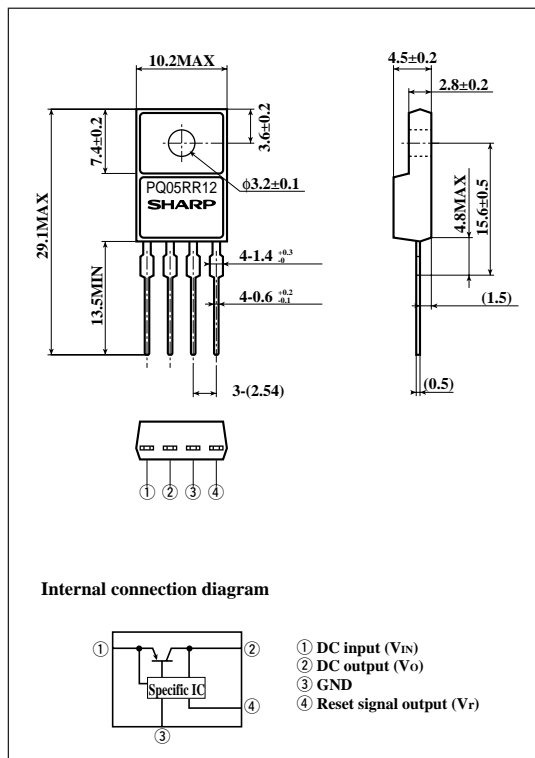 10.2MAX
4.5±0.2
2.8±0.2
7.4±0.2
3.6±0.2
29.1MAX
PQ05RR12
SHARP
ϕ3.2±0.1
4.8MAX
15.6±0.5
13.5MIN
4-1.4 +0.3 -0
4-0.6 +0.2 -0.1
(1.5)
(0.5)
3-(2.54)
① ② ③ ④
Internal connection diagram
① ②
Specific IC
④
③
① DC input (VIN)
② DC output (VO)
③ GND
④ Reset signal output (Vr)